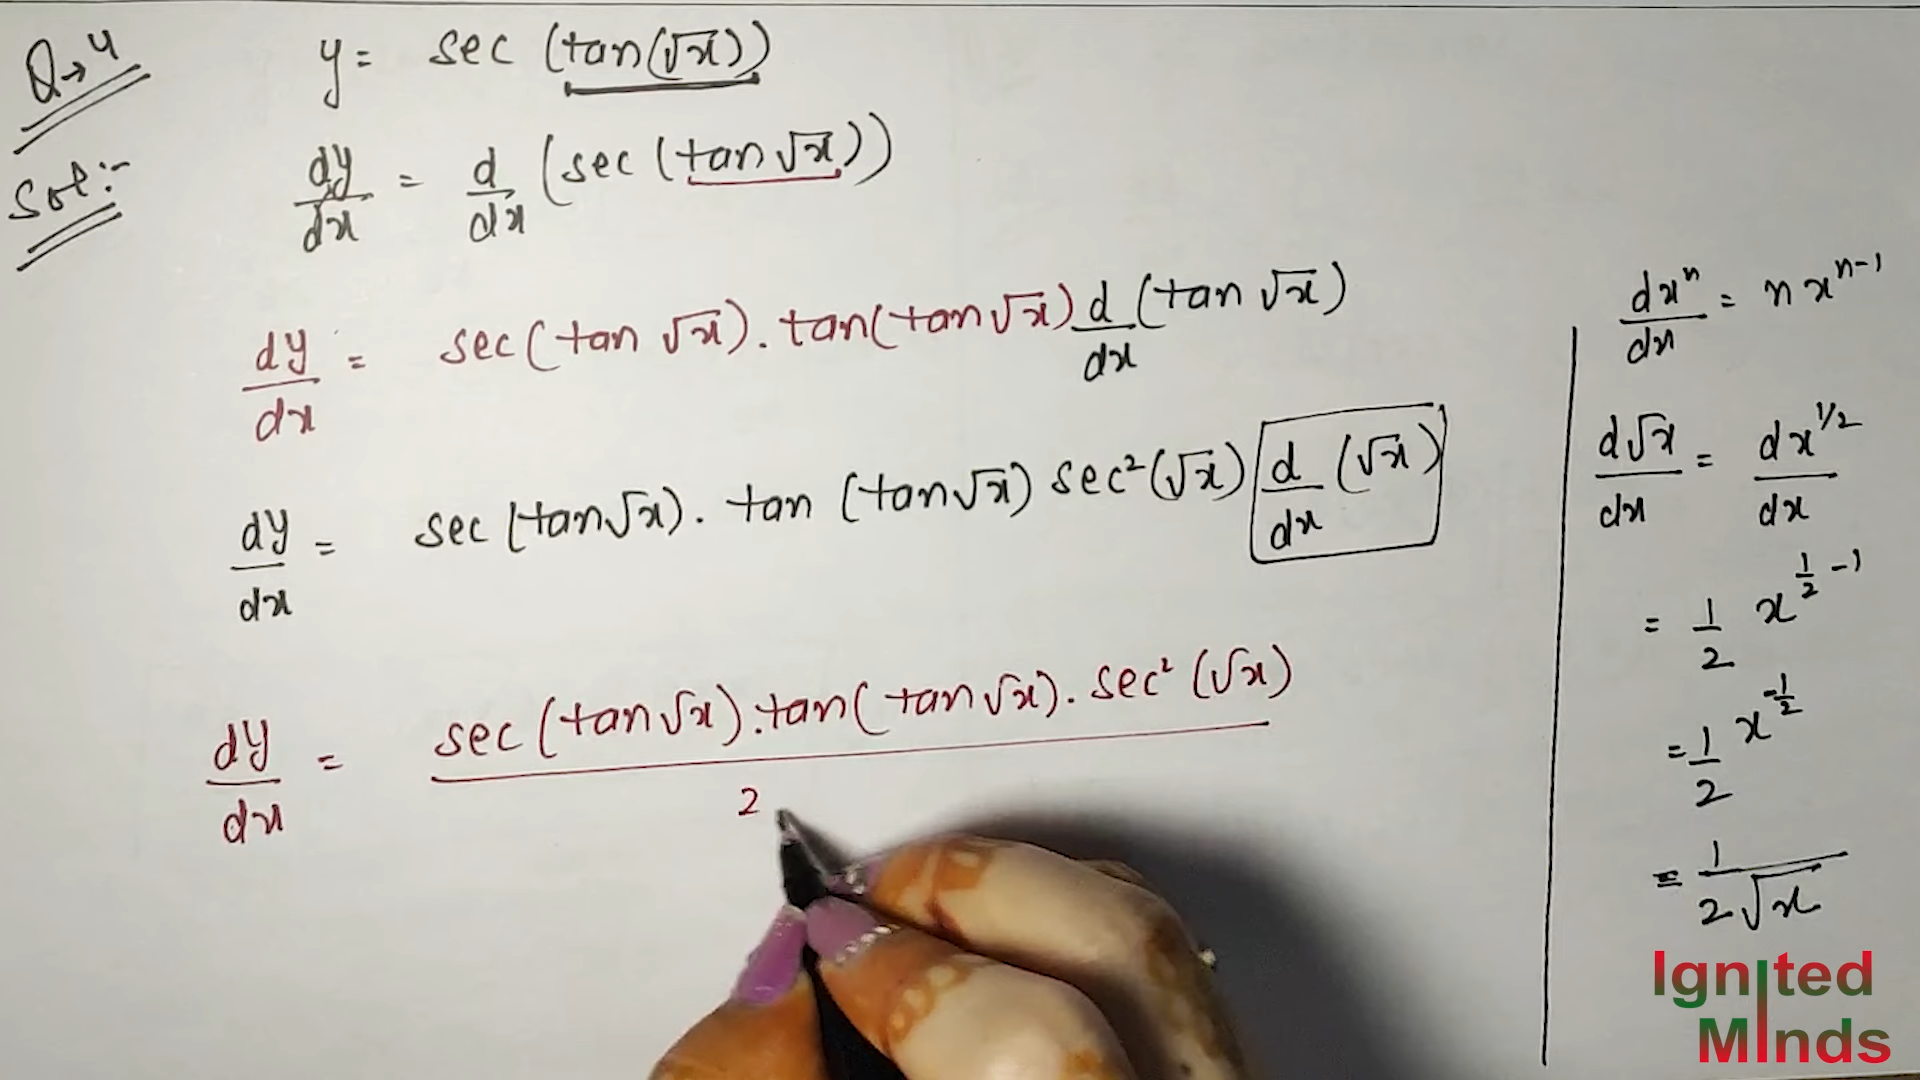 Q→4 y = sec (tan(√x))
Sol:- dy/dx = d/dx (sec (tan √x))
dy/dx = sec(tan √x). tan(tan √x) d/dx (tan √x)
dy/dx = sec (tan√x). tan (tan√x) sec²(√x) d/dx (√x)
dy/dx = sec (tan√x).tan( tan√x). sec² (√x) / 2
dxⁿ/dx = n xⁿ⁻¹
d√x/dx = dx^1/2/dx
= 1/2 x^1/2 -1
= 1/2 x^-1/2
= 1/2√x
Ignited
Minds